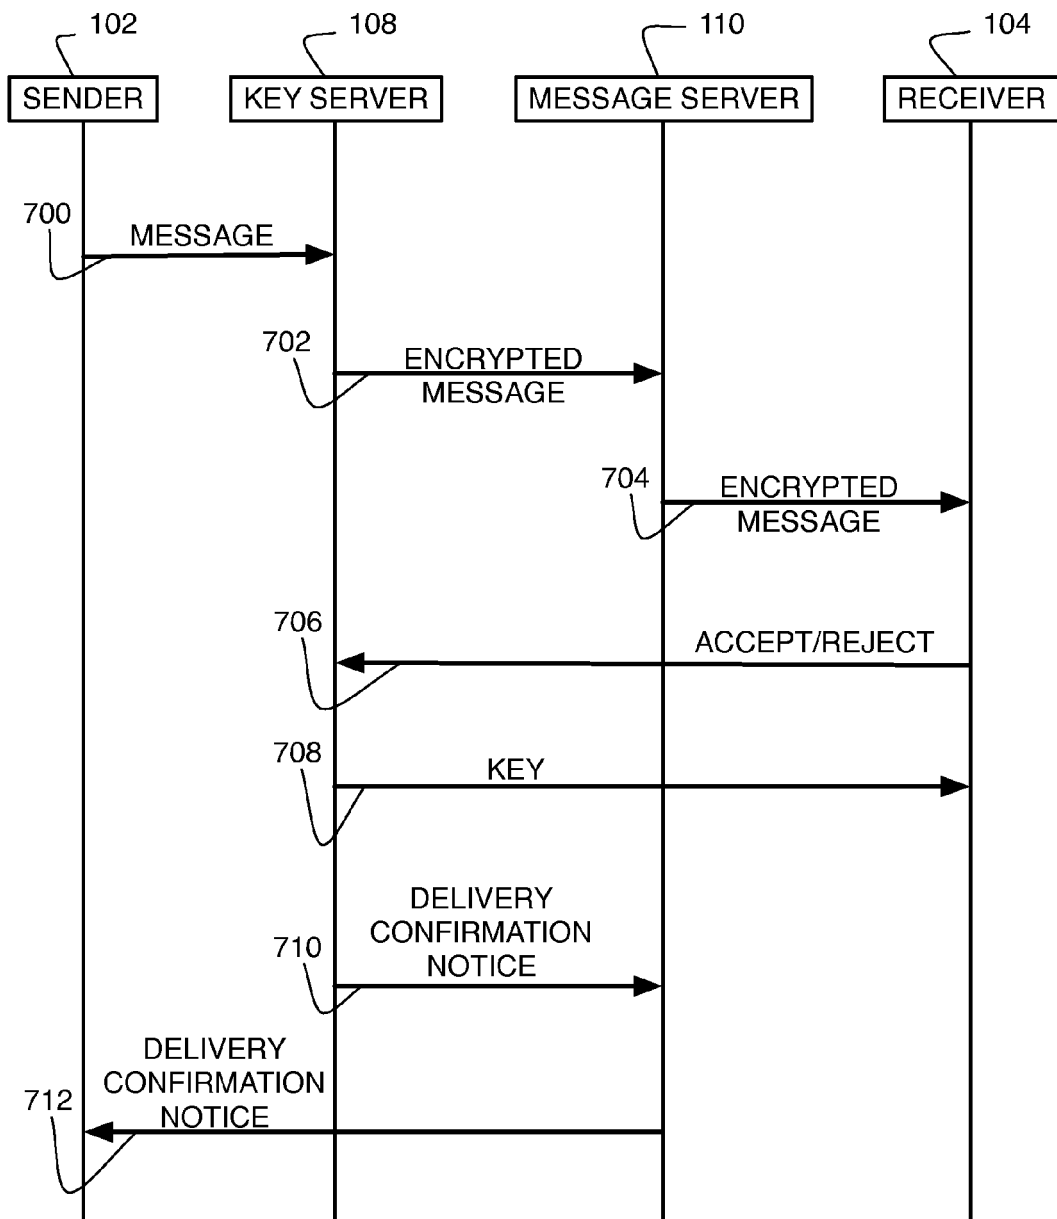 102
108
110
104
SENDER
KEY SERVER
MESSAGE SERVER
RECEIVER
700
MESSAGE
702
ENCRYPTED
MESSAGE
704
ENCRYPTED
MESSAGE
706
ACCEPT/REJECT
708
KEY
710
DELIVERY
CONFIRMATION
NOTICE
712
DELIVERY
CONFIRMATION
NOTICE